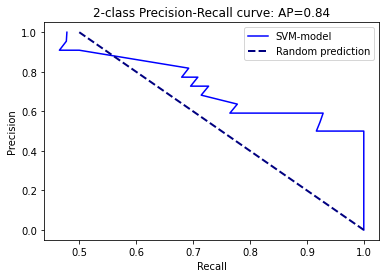 2-class Precision-Recall curve: AP=0.84
SVM-model
Random prediction
Precision
1.0
0.8
0.6
0.4
0.2
0.0
0.5 0.6 0.7 0.8 0.9 1.0
Recall